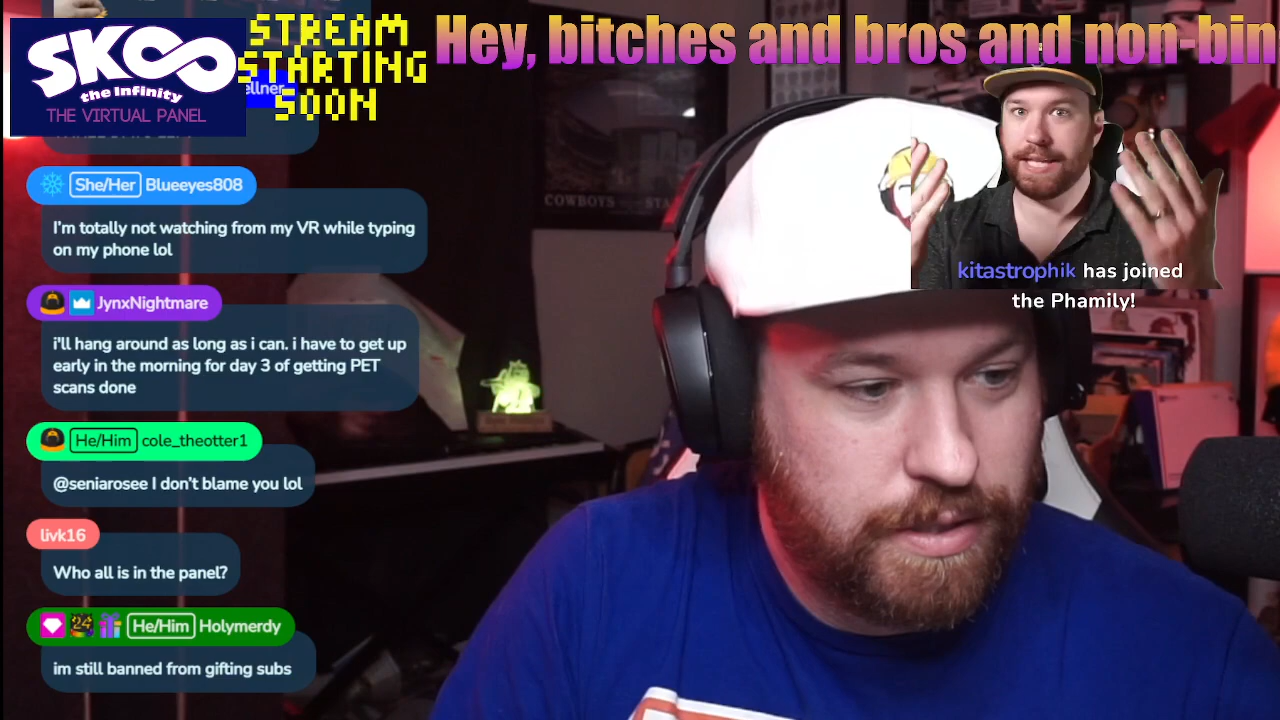 SKOO
the Infinity
THE VIRTUAL PANEL
STREAM
STARTING
SOON
Hey, bitches and bros and non-bin
ellner
She/Her Blueeyes808
I'm totally not watching from my VR while typing
on my phone lol
JynxNightmare
i'll hang around as long as i can. i have to get up
early in the morning for day 3 of getting PET
scans done
He/Him cole_theotter1
@seniarosee I don't blame you lol
livk16
Who all is in the panel?
24 He/Him Holymerdy
im still banned from gifting subs
COWBOYS STA
kitastrophik has joined
the Phamily!